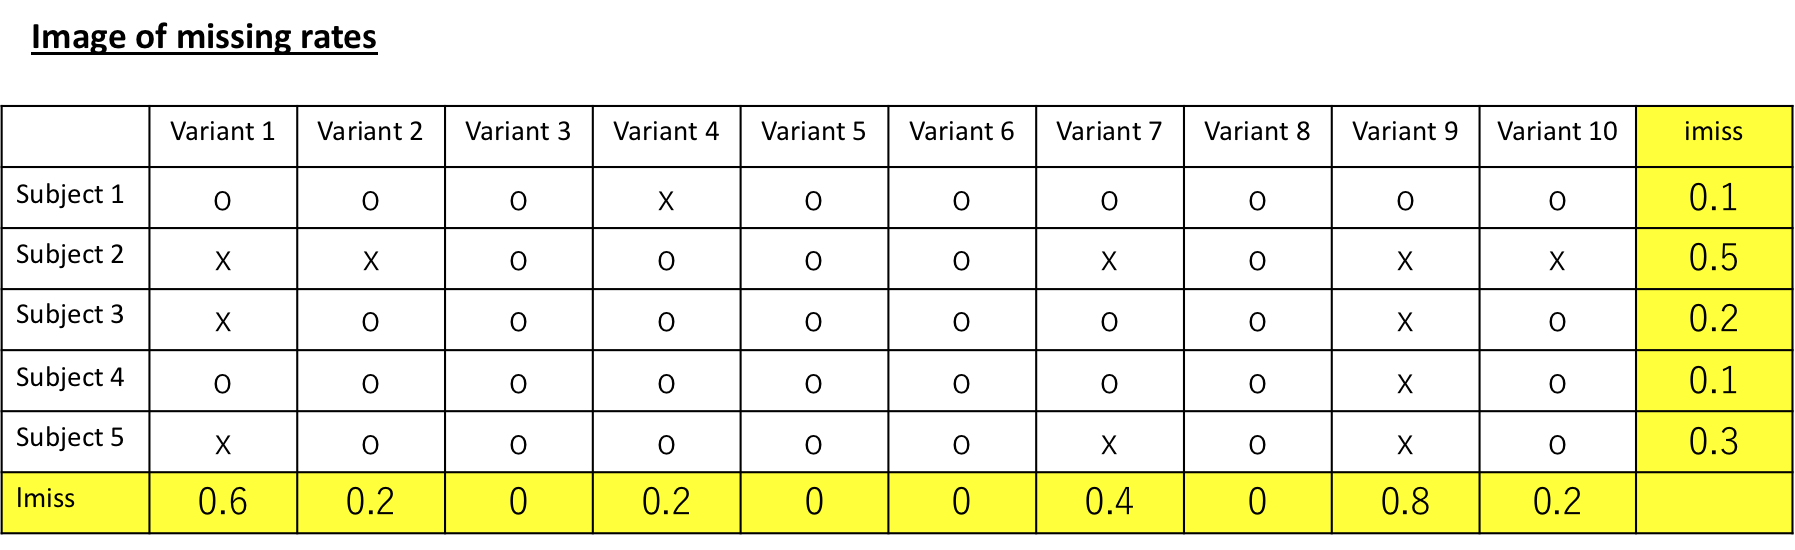 Image of missing rates
Variant 1 Variant 2 Variant 3 Variant 4 Variant 5 Variant 6 Variant 7 Variant 8 Variant 9 Variant 10 imiss
Subject 1 O O O X O O O O O O 0.1
Subject 2 X X O O O O X O X X 0.5
Subject 3 X O O O O O O O X O 0.2
Subject 4 O O O O O O O O X O 0.1
Subject 5 X O O O O O X O X O 0.3
lmiss 0.6 0.2 0 0.2 0 0 0.4 0 0.8 0.2